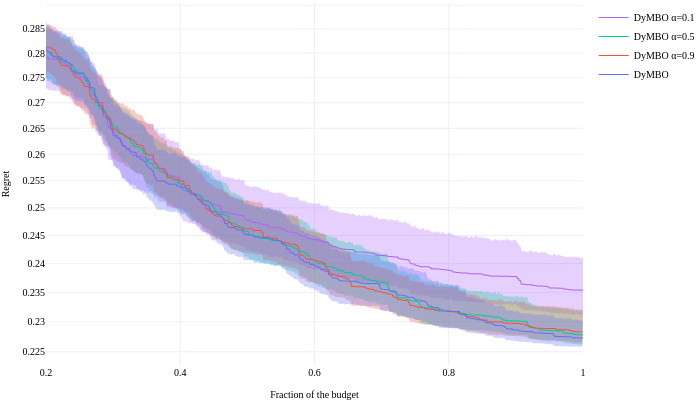 DyMBO α=0.1
DyMBO α=0.5
DyMBO α=0.9
DyMBO
0.285
0.28
0.275
0.27
0.265
0.26
0.255
0.25
0.245
0.24
0.235
0.23
0.225
Regret
0.2 0.4 0.6 0.8 1
Fraction of the budget